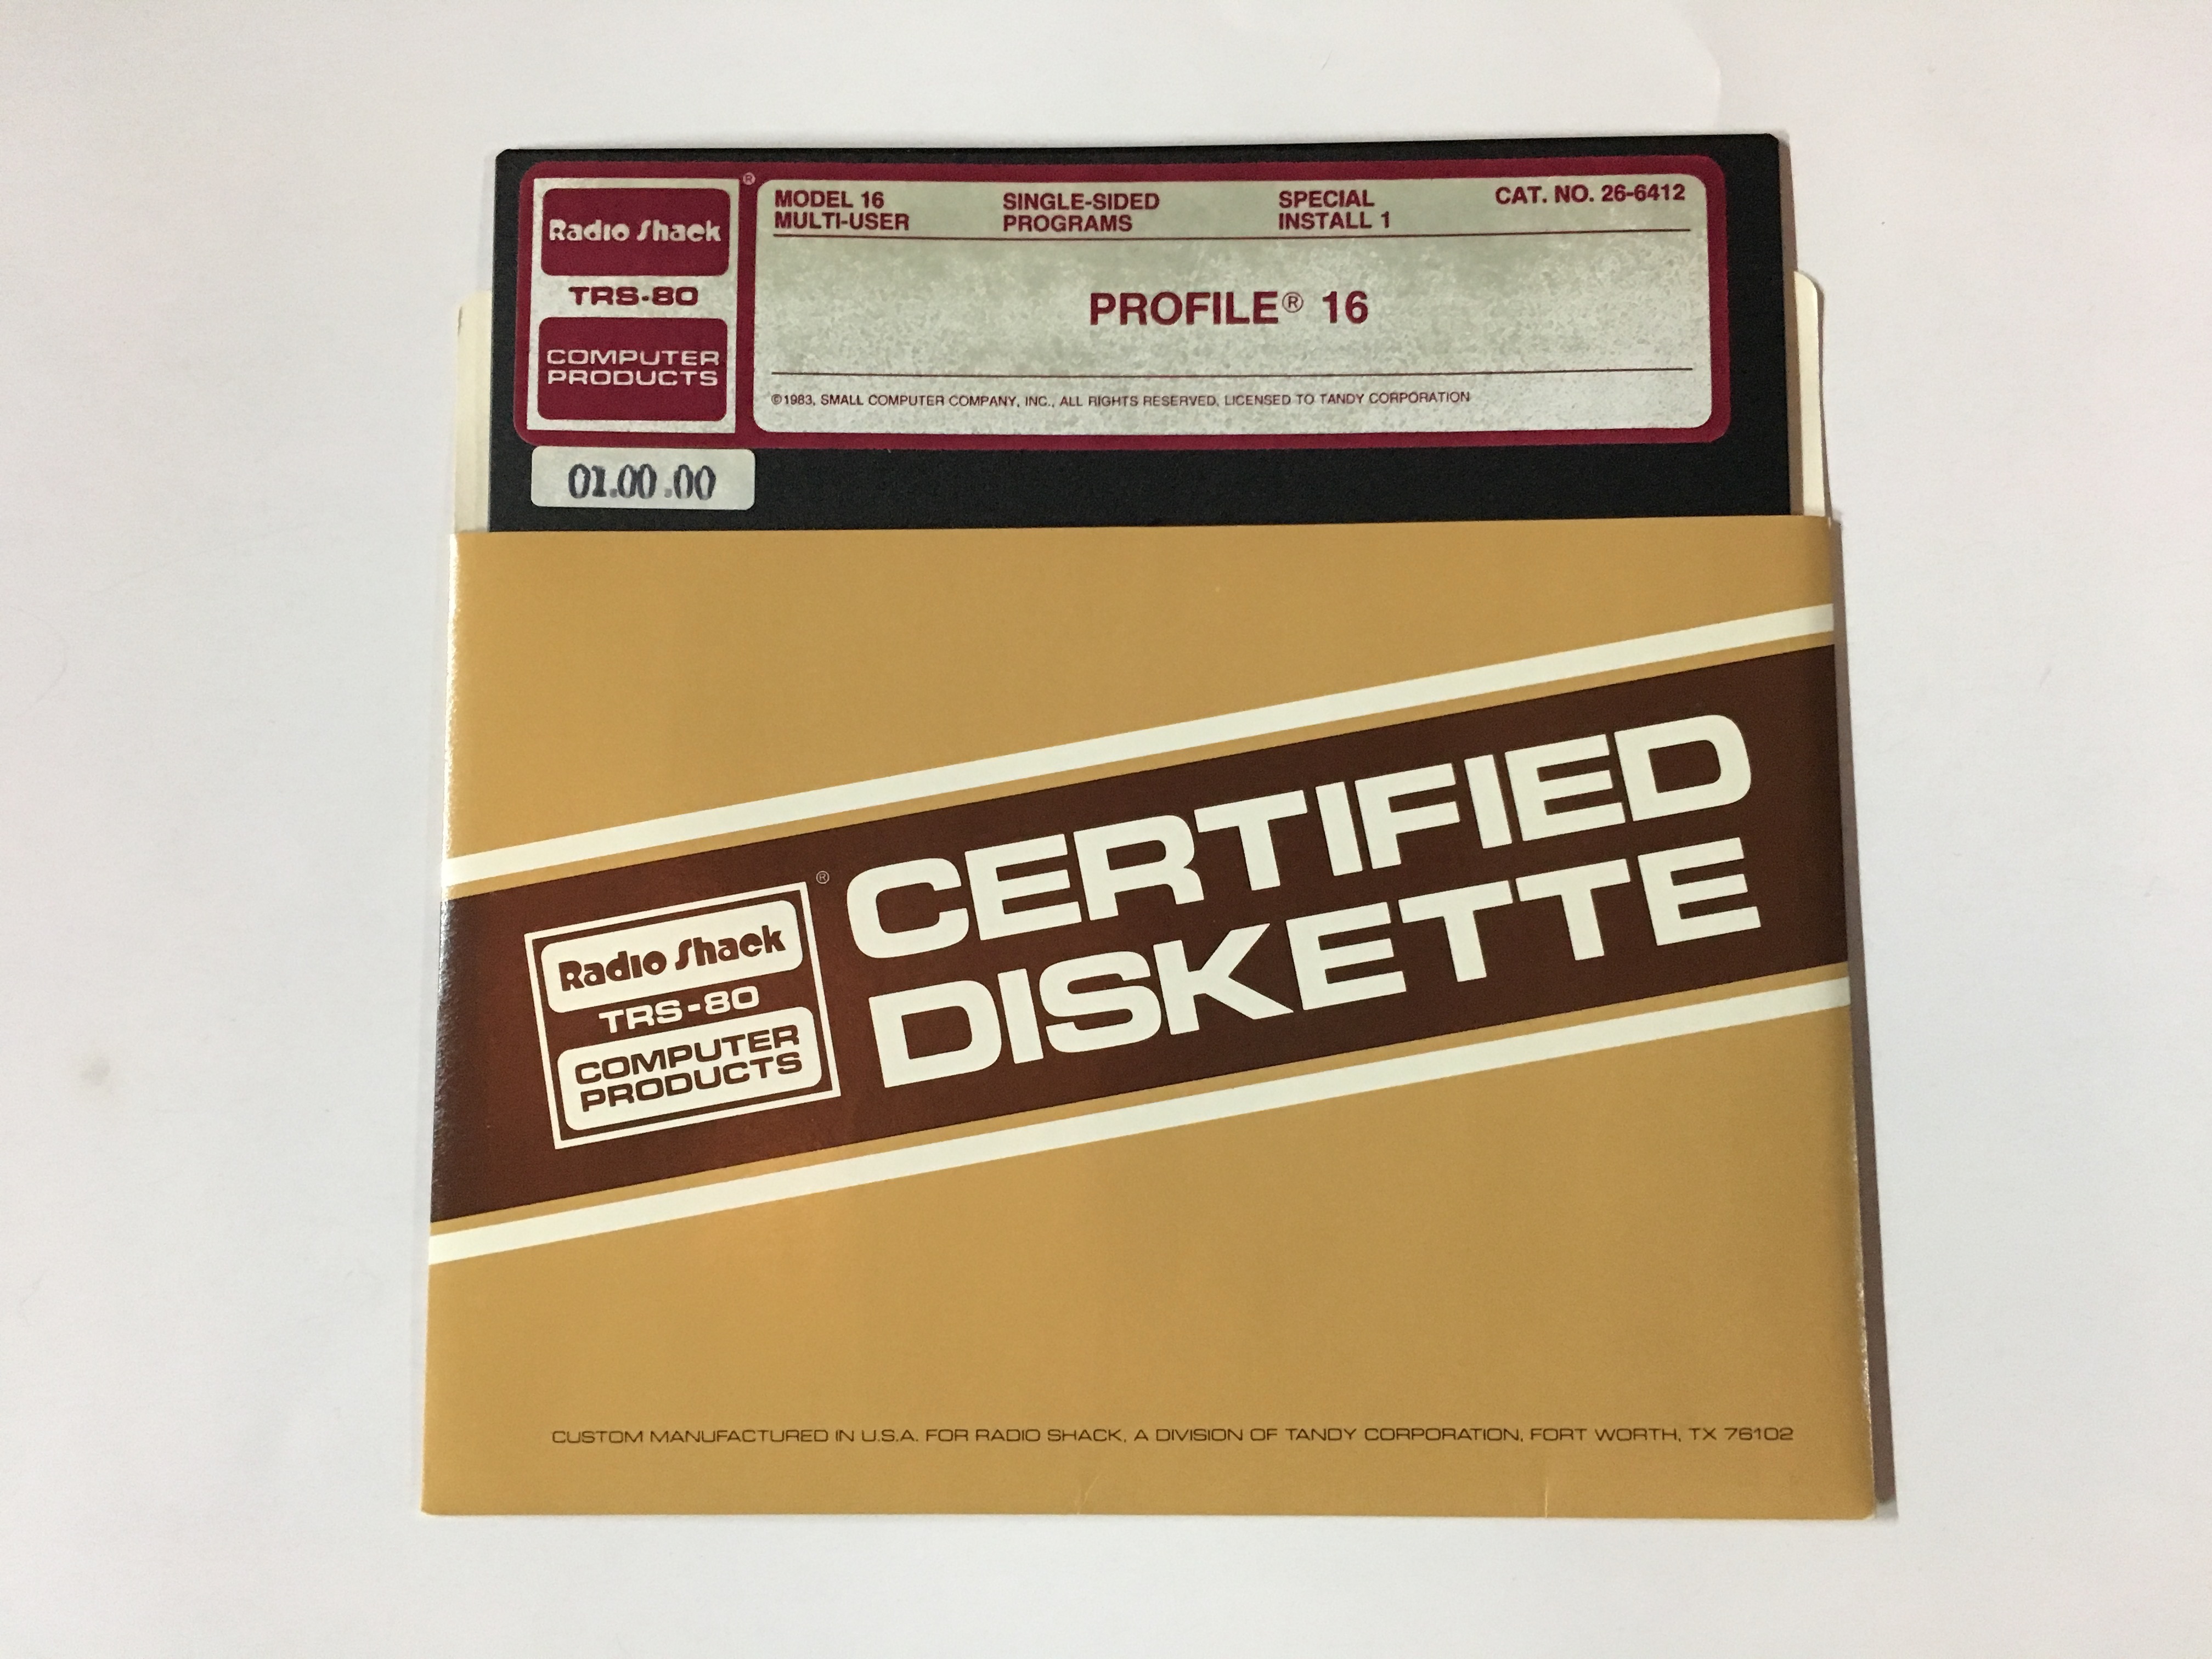 Radio Shack
®
TRS-80
COMPUTER
PRODUCTS
MODEL 16
MULTI-USER
SINGLE-SIDED
PROGRAMS
SPECIAL
INSTALL 1
CAT. NO. 26-6412
PROFILE® 16
©1983, SMALL COMPUTER COMPANY, INC., ALL RIGHTS RESERVED, LICENSED TO TANDY CORPORATION
01.00.00
CERTIFIED
DISKETTE
®
Radio Shack
TRS-80
COMPUTER
PRODUCTS
CUSTOM MANUFACTURED IN U.S.A. FOR RADIO SHACK, A DIVISION OF TANDY CORPORATION, FORT WORTH, TX 76102